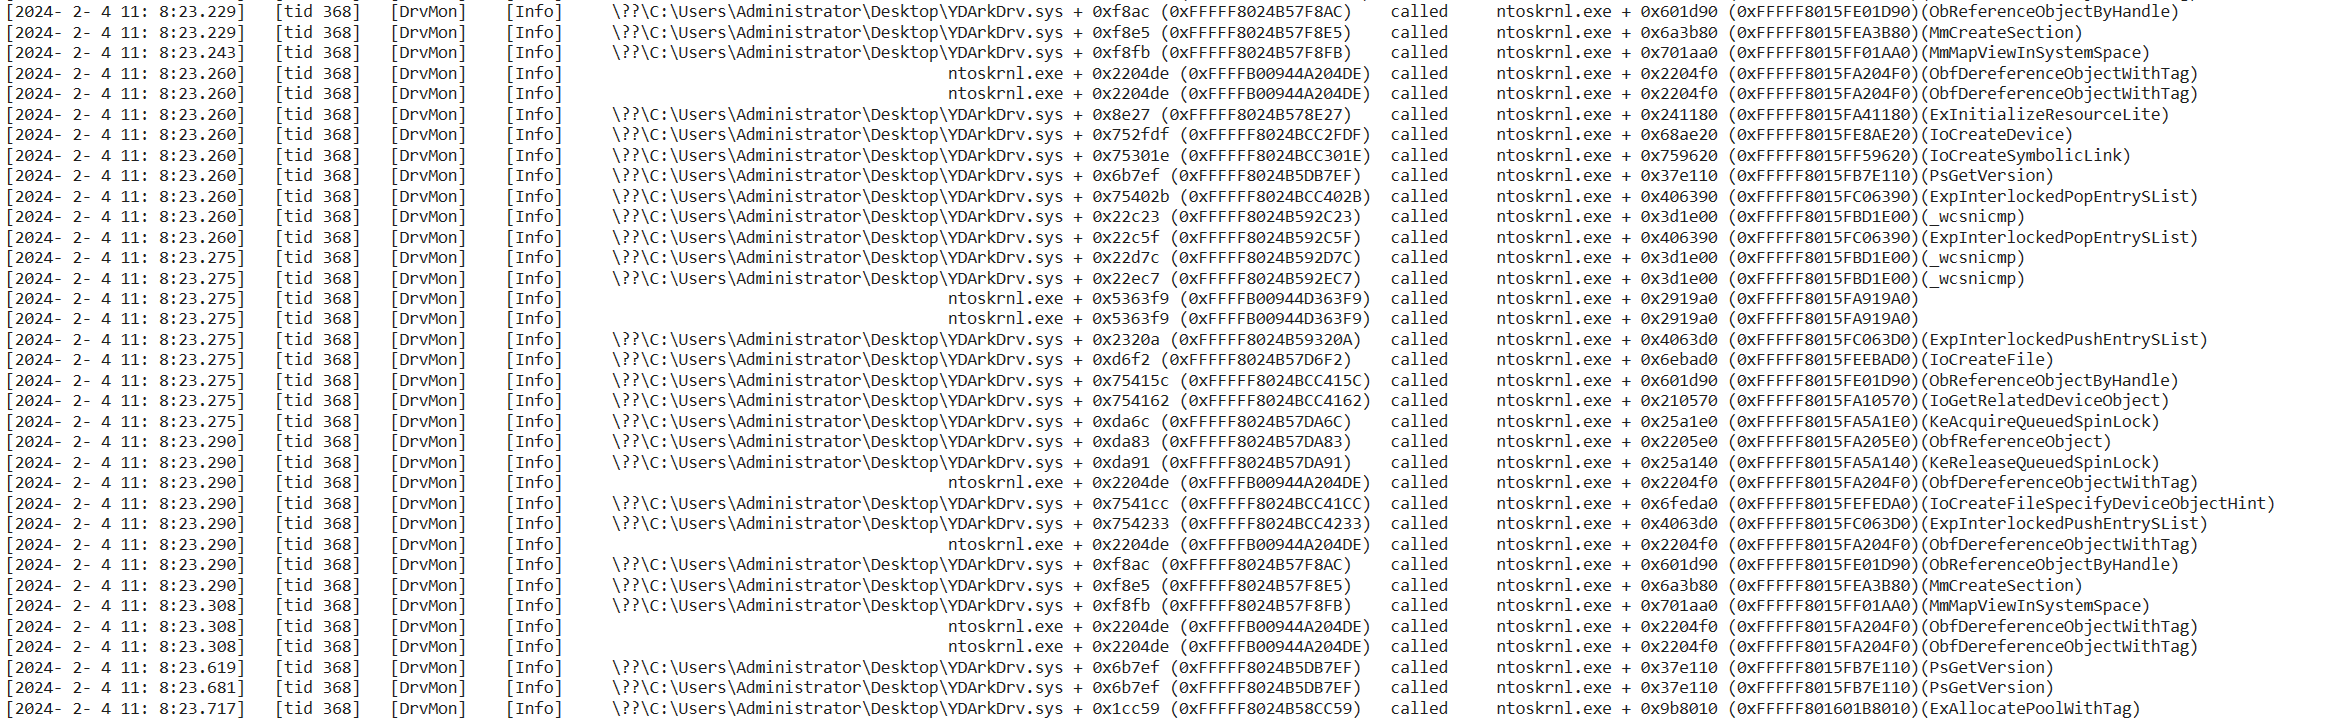 [2024- 2- 4 11: 8:23.229] [tid 368] [DrvMon] [Info] \??\C:\Users\Administrator\Desktop\YDArkDrv.sys + 0xf8ac (0xFFFFF8024B57F8AC) called ntoskrnl.exe + 0x601d90 (0xFFFFF8015FE01D90)(ObReferenceObjectByHandle)
[2024- 2- 4 11: 8:23.229] [tid 368] [DrvMon] [Info] \??\C:\Users\Administrator\Desktop\YDArkDrv.sys + 0xf8e5 (0xFFFFF8024B57F8E5) called ntoskrnl.exe + 0x6a3b80 (0xFFFFF8015FEA3B80)(MmCreateSection)
[2024- 2- 4 11: 8:23.243] [tid 368] [DrvMon] [Info] \??\C:\Users\Administrator\Desktop\YDArkDrv.sys + 0xf8fb (0xFFFFF8024B57F8FB) called ntoskrnl.exe + 0x701aa0 (0xFFFFF8015FF01AA0)(MmMapViewInSystemSpace)
[2024- 2- 4 11: 8:23.260] [tid 368] [DrvMon] [Info] ntoskrnl.exe + 0x2204de (0xFFFFB00944A204DE) called ntoskrnl.exe + 0x2204f0 (0xFFFFF8015FA204F0)(ObfDereferenceObjectWithTag)
[2024- 2- 4 11: 8:23.260] [tid 368] [DrvMon] [Info] ntoskrnl.exe + 0x2204de (0xFFFFB00944A204DE) called ntoskrnl.exe + 0x2204f0 (0xFFFFF8015FA204F0)(ObfDereferenceObjectWithTag)
[2024- 2- 4 11: 8:23.260] [tid 368] [DrvMon] [Info] \??\C:\Users\Administrator\Desktop\YDArkDrv.sys + 0x8e27 (0xFFFFF8024B578E27) called ntoskrnl.exe + 0x241180 (0xFFFFF8015FA41180)(ExInitializeResourceLite)
[2024- 2- 4 11: 8:23.260] [tid 368] [DrvMon] [Info] \??\C:\Users\Administrator\Desktop\YDArkDrv.sys + 0x752fdf (0xFFFFF8024BCC2FDF) called ntoskrnl.exe + 0x68ae20 (0xFFFFF8015FE8AE20)(IoCreateDevice)
[2024- 2- 4 11: 8:23.260] [tid 368] [DrvMon] [Info] \??\C:\Users\Administrator\Desktop\YDArkDrv.sys + 0x75301e (0xFFFFF8024BCC301E) called ntoskrnl.exe + 0x759620 (0xFFFFF8015FF59620)(IoCreateSymbolicLink)
[2024- 2- 4 11: 8:23.260] [tid 368] [DrvMon] [Info] \??\C:\Users\Administrator\Desktop\YDArkDrv.sys + 0x6b7ef (0xFFFFF8024B5DB7EF) called ntoskrnl.exe + 0x37e110 (0xFFFFF8015FB7E110)(PsGetVersion)
[2024- 2- 4 11: 8:23.260] [tid 368] [DrvMon] [Info] \??\C:\Users\Administrator\Desktop\YDArkDrv.sys + 0x75402b (0xFFFFF8024BCC402B) called ntoskrnl.exe + 0x406390 (0xFFFFF8015FC06390)(ExpInterlockedPopEntrySList)
[2024- 2- 4 11: 8:23.260] [tid 368] [DrvMon] [Info] \??\C:\Users\Administrator\Desktop\YDArkDrv.sys + 0x22c23 (0xFFFFF8024B592C23) called ntoskrnl.exe + 0x3d1e00 (0xFFFFF8015FBD1E00)(_wcsnicmp)
[2024- 2- 4 11: 8:23.260] [tid 368] [DrvMon] [Info] \??\C:\Users\Administrator\Desktop\YDArkDrv.sys + 0x22c5f (0xFFFFF8024B592C5F) called ntoskrnl.exe + 0x406390 (0xFFFFF8015FC06390)(ExpInterlockedPopEntrySList)
[2024- 2- 4 11: 8:23.275] [tid 368] [DrvMon] [Info] \??\C:\Users\Administrator\Desktop\YDArkDrv.sys + 0x22d7c (0xFFFFF8024B592D7C) called ntoskrnl.exe + 0x3d1e00 (0xFFFFF8015FBD1E00)(_wcsnicmp)
[2024- 2- 4 11: 8:23.275] [tid 368] [DrvMon] [Info] \??\C:\Users\Administrator\Desktop\YDArkDrv.sys + 0x22ec7 (0xFFFFF8024B592EC7) called ntoskrnl.exe + 0x3d1e00 (0xFFFFF8015FBD1E00)(_wcsnicmp)
[2024- 2- 4 11: 8:23.275] [tid 368] [DrvMon] [Info] ntoskrnl.exe + 0x5363f9 (0xFFFFB00944D363F9) called ntoskrnl.exe + 0x2919a0 (0xFFFFF8015FA919A0)
[2024- 2- 4 11: 8:23.275] [tid 368] [DrvMon] [Info] ntoskrnl.exe + 0x5363f9 (0xFFFFB00944D363F9) called ntoskrnl.exe + 0x2919a0 (0xFFFFF8015FA919A0)
[2024- 2- 4 11: 8:23.275] [tid 368] [DrvMon] [Info] \??\C:\Users\Administrator\Desktop\YDArkDrv.sys + 0x2320a (0xFFFFF8024B59320A) called ntoskrnl.exe + 0x4063d0 (0xFFFFF8015FC063D0)(ExpInterlockedPushEntrySList)
[2024- 2- 4 11: 8:23.275] [tid 368] [DrvMon] [Info] \??\C:\Users\Administrator\Desktop\YDArkDrv.sys + 0xd6f2 (0xFFFFF8024B57D6F2) called ntoskrnl.exe + 0x6ebad0 (0xFFFFF8015FEEBAD0)(IoCreateFile)
[2024- 2- 4 11: 8:23.275] [tid 368] [DrvMon] [Info] \??\C:\Users\Administrator\Desktop\YDArkDrv.sys + 0x75415c (0xFFFFF8024BCC415C) called ntoskrnl.exe + 0x601d90 (0xFFFFF8015FE01D90)(ObReferenceObjectByHandle)
[2024- 2- 4 11: 8:23.275] [tid 368] [DrvMon] [Info] \??\C:\Users\Administrator\Desktop\YDArkDrv.sys + 0x754162 (0xFFFFF8024BCC4162) called ntoskrnl.exe + 0x210570 (0xFFFFF8015FA10570)(IoGetRelatedDeviceObject)
[2024- 2- 4 11: 8:23.275] [tid 368] [DrvMon] [Info] \??\C:\Users\Administrator\Desktop\YDArkDrv.sys + 0xda6c (0xFFFFF8024B57DA6C) called ntoskrnl.exe + 0x25a1e0 (0xFFFFF8015FA5A1E0)(KeAcquireQueuedSpinLock)
[2024- 2- 4 11: 8:23.290] [tid 368] [DrvMon] [Info] \??\C:\Users\Administrator\Desktop\YDArkDrv.sys + 0xda83 (0xFFFFF8024B57DA83) called ntoskrnl.exe + 0x2205e0 (0xFFFFF8015FA205E0)(ObfReferenceObject)
[2024- 2- 4 11: 8:23.290] [tid 368] [DrvMon] [Info] \??\C:\Users\Administrator\Desktop\YDArkDrv.sys + 0xda91 (0xFFFFF8024B57DA91) called ntoskrnl.exe + 0x25a140 (0xFFFFF8015FA5A140)(KeReleaseQueuedSpinLock)
[2024- 2- 4 11: 8:23.290] [tid 368] [DrvMon] [Info] ntoskrnl.exe + 0x2204de (0xFFFFB00944A204DE) called ntoskrnl.exe + 0x2204f0 (0xFFFFF8015FA204F0)(ObfDereferenceObjectWithTag)
[2024- 2- 4 11: 8:23.290] [tid 368] [DrvMon] [Info] \??\C:\Users\Administrator\Desktop\YDArkDrv.sys + 0x7541cc (0xFFFFF8024BCC41CC) called ntoskrnl.exe + 0x6feda0 (0xFFFFF8015FEFEDA0)(IoCreateFileSpecifyDeviceObjectHint)
[2024- 2- 4 11: 8:23.290] [tid 368] [DrvMon] [Info] \??\C:\Users\Administrator\Desktop\YDArkDrv.sys + 0x754233 (0xFFFFF8024BCC4233) called ntoskrnl.exe + 0x4063d0 (0xFFFFF8015FC063D0)(ExpInterlockedPushEntrySList)
[2024- 2- 4 11: 8:23.290] [tid 368] [DrvMon] [Info] ntoskrnl.exe + 0x2204de (0xFFFFB00944A204DE) called ntoskrnl.exe + 0x2204f0 (0xFFFFF8015FA204F0)(ObfDereferenceObjectWithTag)
[2024- 2- 4 11: 8:23.290] [tid 368] [DrvMon] [Info] \??\C:\Users\Administrator\Desktop\YDArkDrv.sys + 0xf8ac (0xFFFFF8024B57F8AC) called ntoskrnl.exe + 0x601d90 (0xFFFFF8015FE01D90)(ObReferenceObjectByHandle)
[2024- 2- 4 11: 8:23.290] [tid 368] [DrvMon] [Info] \??\C:\Users\Administrator\Desktop\YDArkDrv.sys + 0xf8e5 (0xFFFFF8024B57F8E5) called ntoskrnl.exe + 0x6a3b80 (0xFFFFF8015FEA3B80)(MmCreateSection)
[2024- 2- 4 11: 8:23.308] [tid 368] [DrvMon] [Info] \??\C:\Users\Administrator\Desktop\YDArkDrv.sys + 0xf8fb (0xFFFFF8024B57F8FB) called ntoskrnl.exe + 0x701aa0 (0xFFFFF8015FF01AA0)(MmMapViewInSystemSpace)
[2024- 2- 4 11: 8:23.308] [tid 368] [DrvMon] [Info] ntoskrnl.exe + 0x2204de (0xFFFFB00944A204DE) called ntoskrnl.exe + 0x2204f0 (0xFFFFF8015FA204F0)(ObfDereferenceObjectWithTag)
[2024- 2- 4 11: 8:23.308] [tid 368] [DrvMon] [Info] ntoskrnl.exe + 0x2204de (0xFFFFB00944A204DE) called ntoskrnl.exe + 0x2204f0 (0xFFFFF8015FA204F0)(ObfDereferenceObjectWithTag)
[2024- 2- 4 11: 8:23.619] [tid 368] [DrvMon] [Info] \??\C:\Users\Administrator\Desktop\YDArkDrv.sys + 0x6b7ef (0xFFFFF8024B5DB7EF) called ntoskrnl.exe + 0x37e110 (0xFFFFF8015FB7E110)(PsGetVersion)
[2024- 2- 4 11: 8:23.681] [tid 368] [DrvMon] [Info] \??\C:\Users\Administrator\Desktop\YDArkDrv.sys + 0x6b7ef (0xFFFFF8024B5DB7EF) called ntoskrnl.exe + 0x37e110 (0xFFFFF8015FB7E110)(PsGetVersion)
[2024- 2- 4 11: 8:23.717] [tid 368] [DrvMon] [Info] \??\C:\Users\Administrator\Desktop\YDArkDrv.sys + 0x1cc59 (0xFFFFF8024B58CC59) called ntoskrnl.exe + 0x9b8010 (0xFFFFF801601B8010)(ExAllocatePoolWithTag)